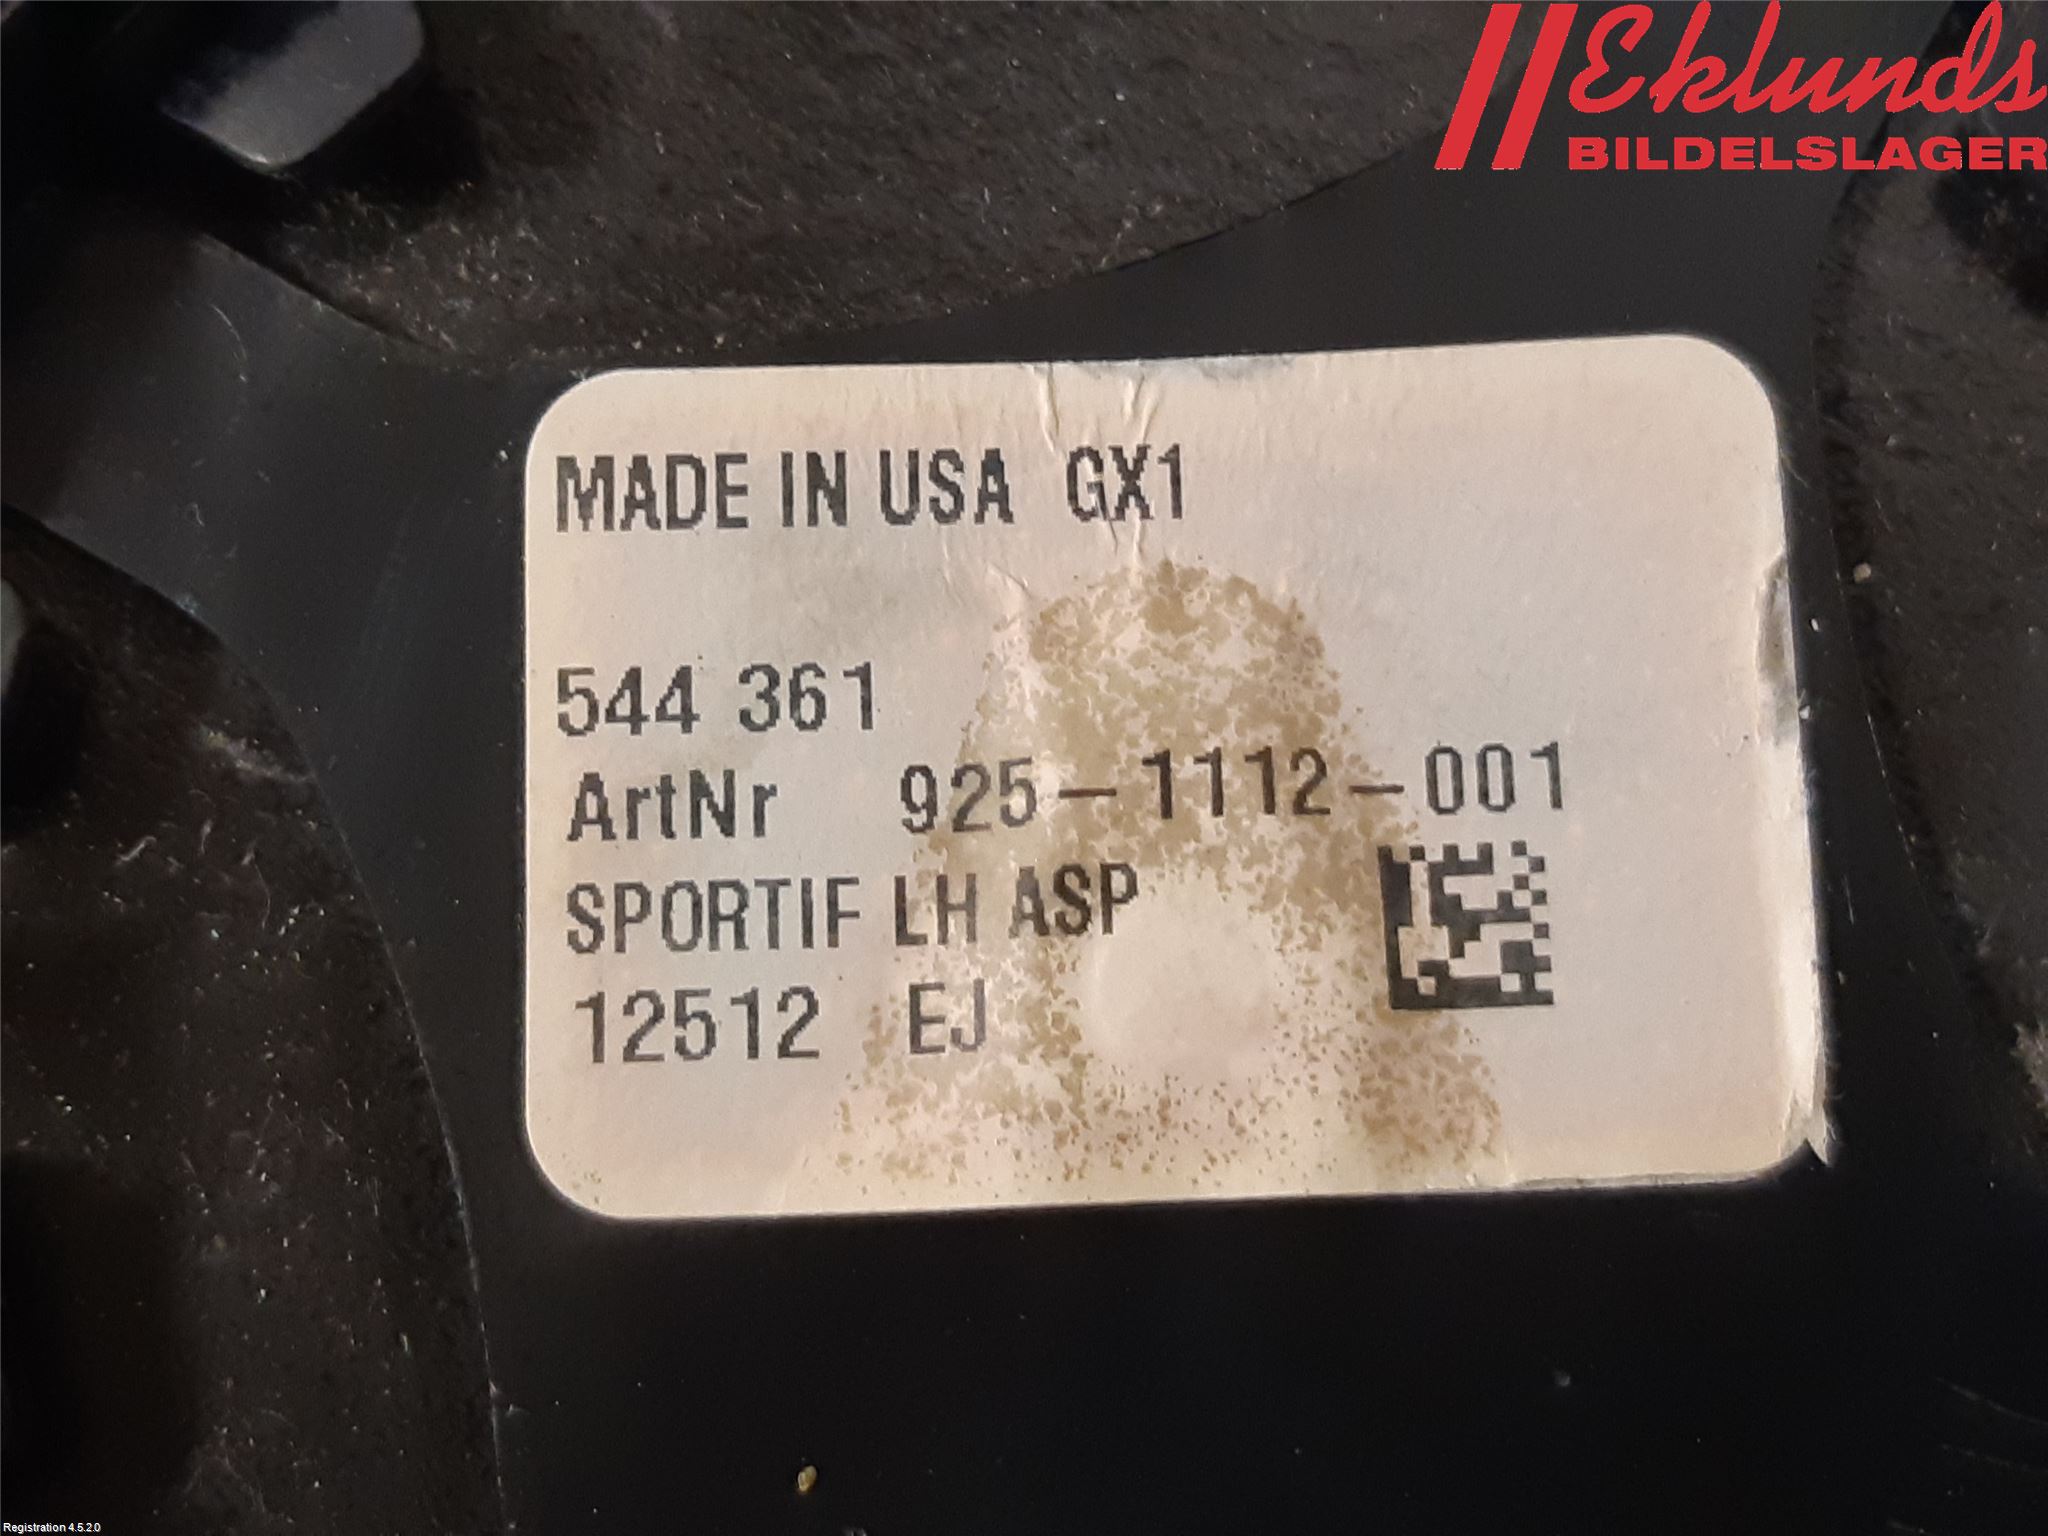 Eklunds
BILDELSLAGER
MADE IN USA GX1
544 361
ArtNr 925-1112-001
SPORTIF LH ASP
12512 EJ
Registration 4.5.2.0